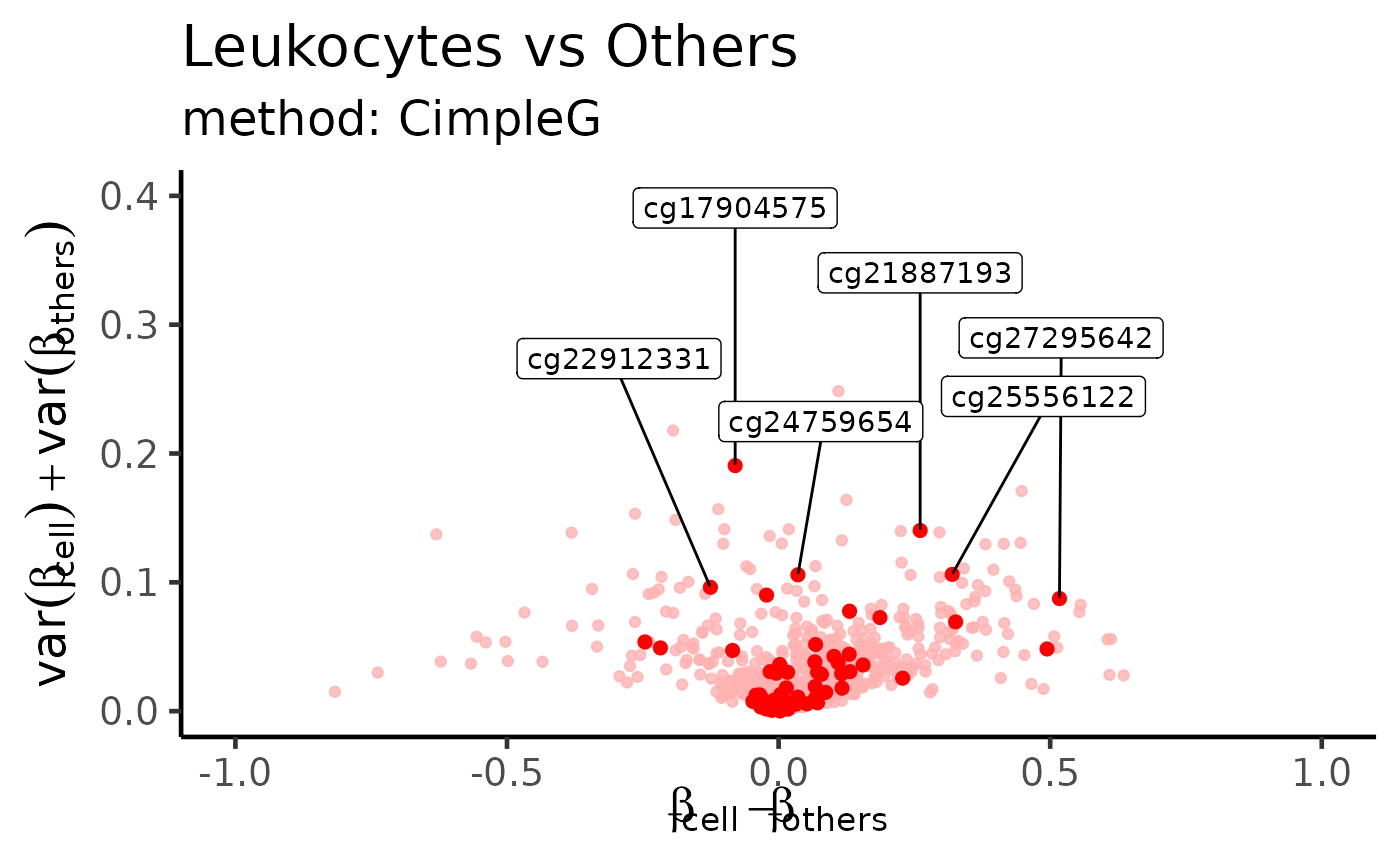 Leukocytes vs Others
method: CimpleG
var(βcell) + var(βothers)
0.4
0.3
0.2
0.1
0.0
cg17904575
cg21887193
cg27295642
cg22912331
cg25556122
cg24759654
-1.0 -0.5 0.0 0.5 1.0
βcell − βothers